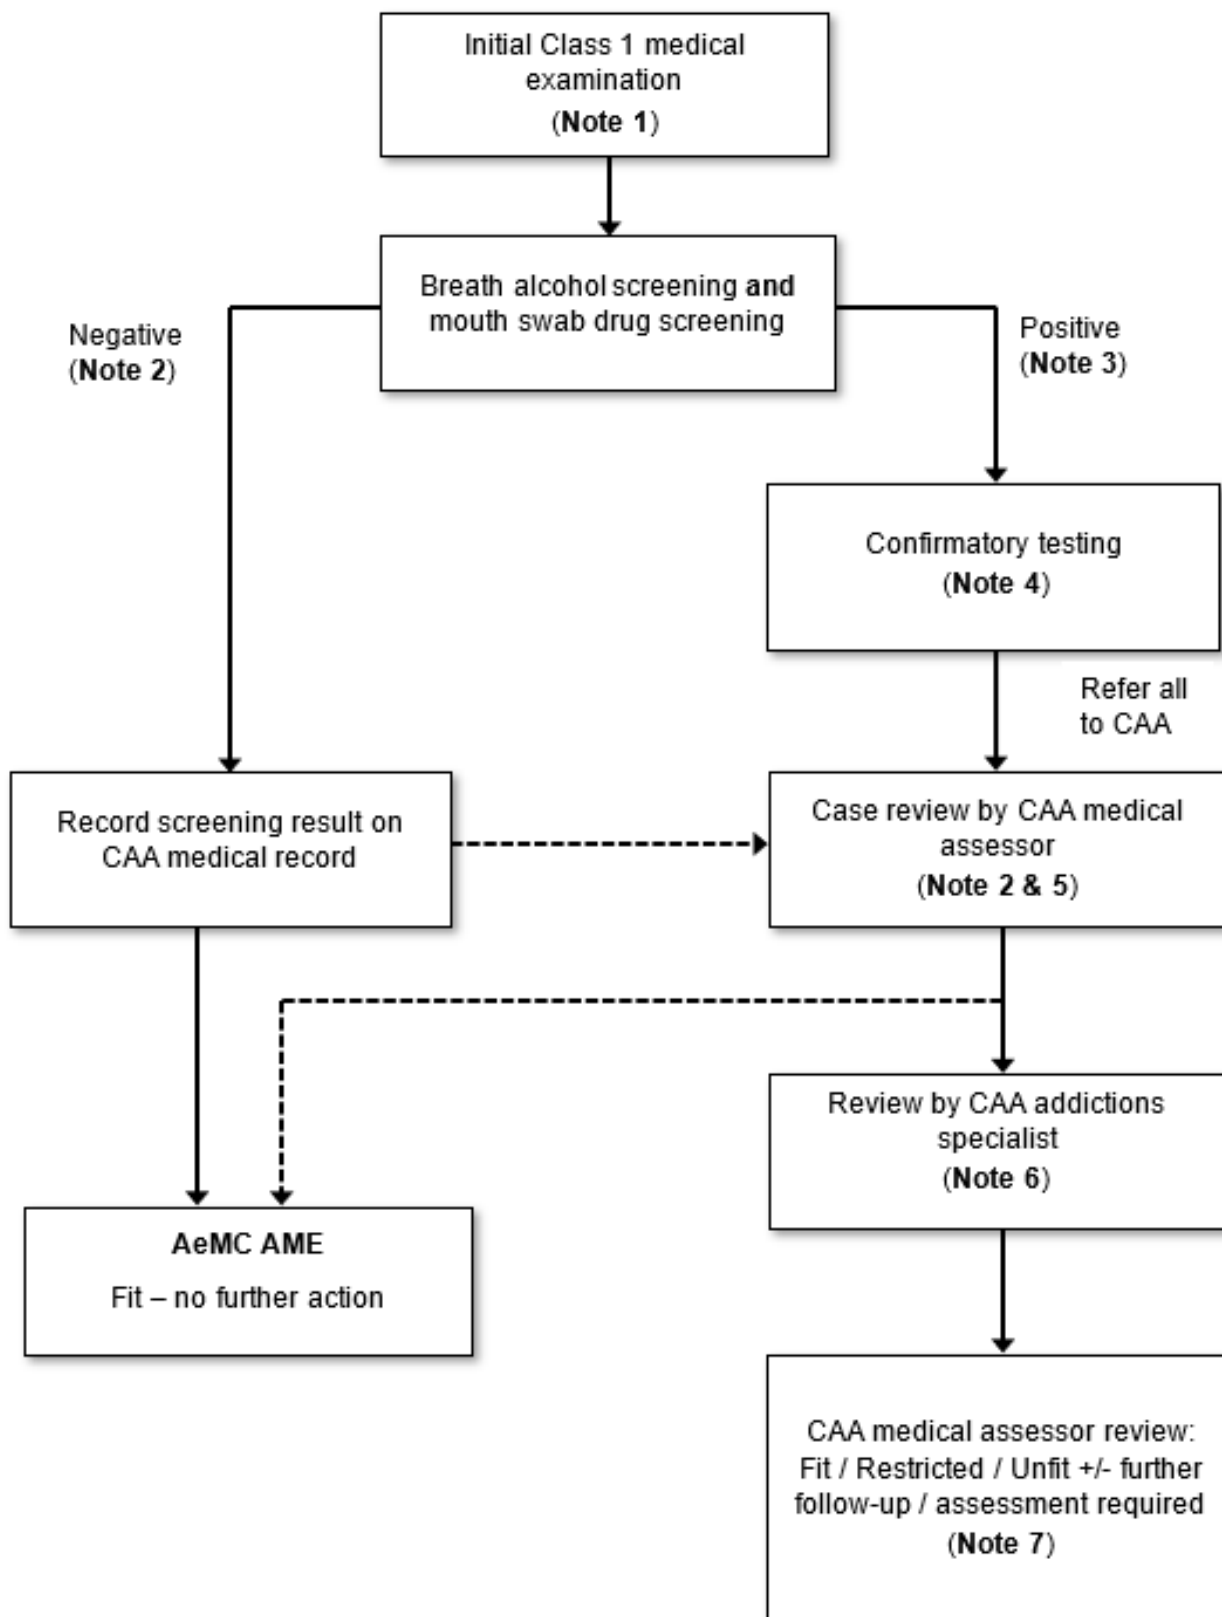 Initial Class 1 medical
examination
(Note 1)
Breath alcohol screening and
mouth swab drug screening
Negative
(Note 2)
Positive
(Note 3)
Confirmatory testing
(Note 4)
Refer all
to CAA
Record screening result on
CAA medical record
Case review by CAA medical
assessor
(Note 2 & 5)
Review by CAA addictions
specialist
(Note 6)
AeMC AME
Fit – no further action
CAA medical assessor review:
Fit / Restricted / Unfit +/- further
follow-up / assessment required
(Note 7)